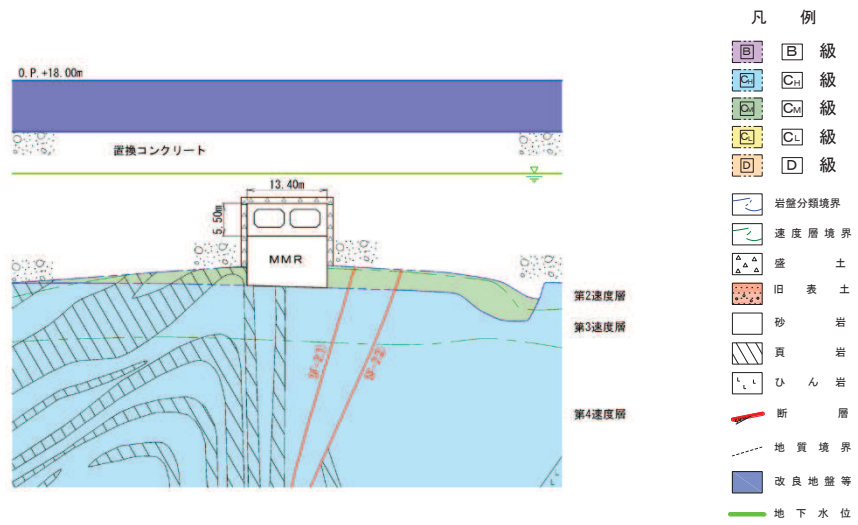 凡 例
O.P.+18.00m
B B 級
CH CH 級
CM CM 級
置換コンクリート
CL CL 級
D D 級
13.40m
5.50m
MMR
岩盤分類境界
速度層境界
盛土
旧表土
砂岩
頁岩
ひん岩
断層
地質境界
改良地盤等
地下水位
第2速度層
第3速度層
第4速度層